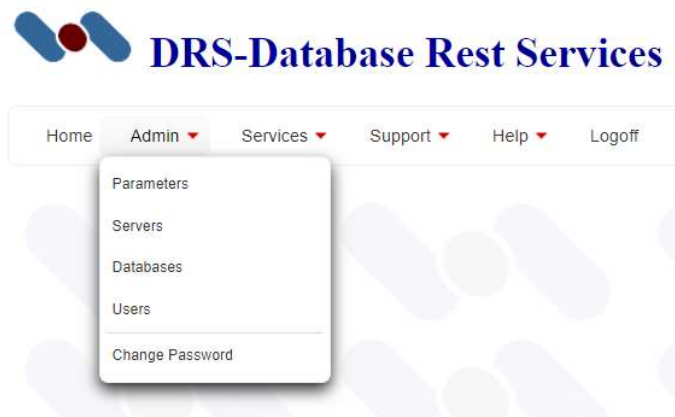 DRS-Database Rest Services
Home Admin Services Support Help Logoff
Parameters
Servers
Databases
Users
Change Password